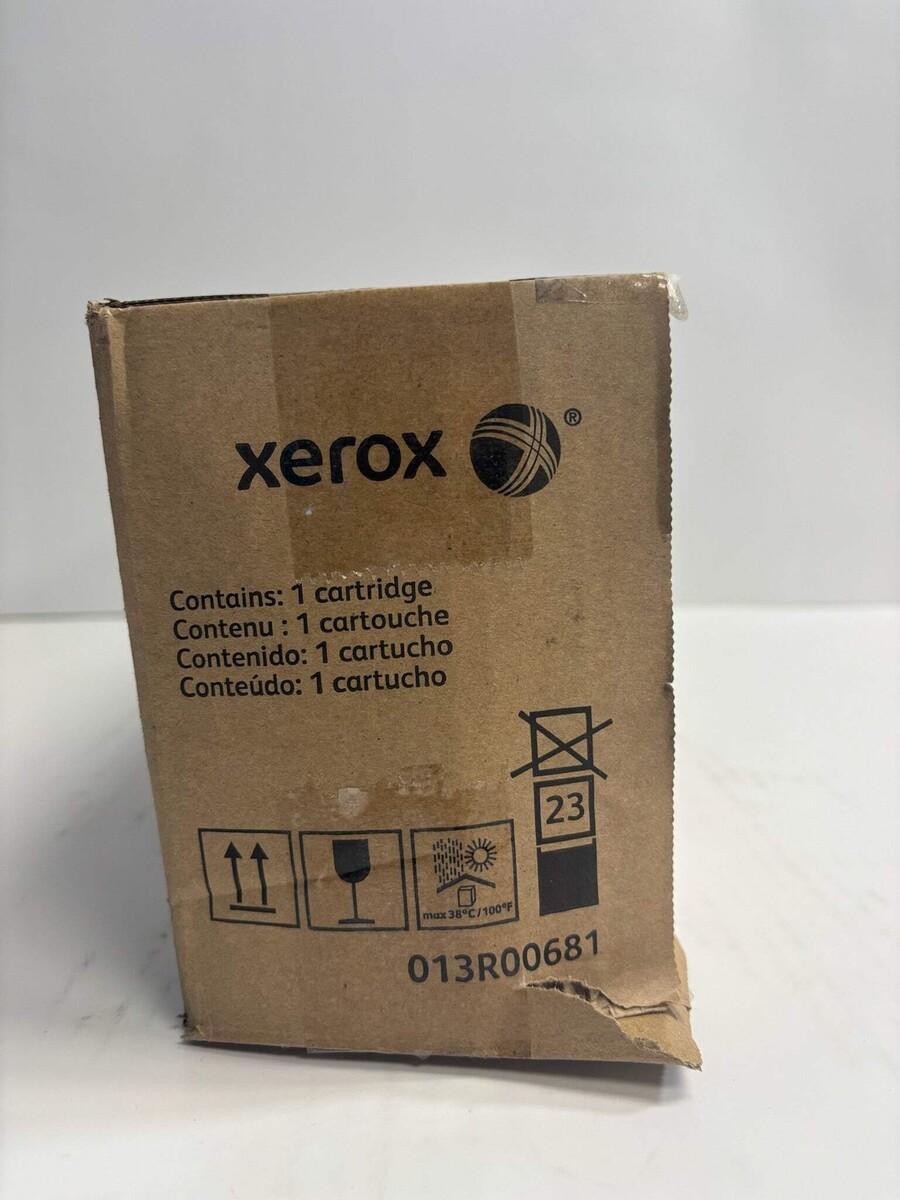 xerox ®
Contains: 1 cartridge
Contenu : 1 cartouche
Contenido: 1 cartucho
Conteúdo: 1 cartucho
23
max 38°C/100°F
013R00681